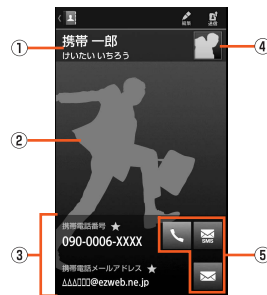 編集
送信
① 携帯 一郎 ④
けいたい いちろう
②
③ 携帯電話番号 ★
090-0006-XXXX
SMS
⑤
携帯電話メールアドレス ★
△△△□□□@ezweb.ne.jp